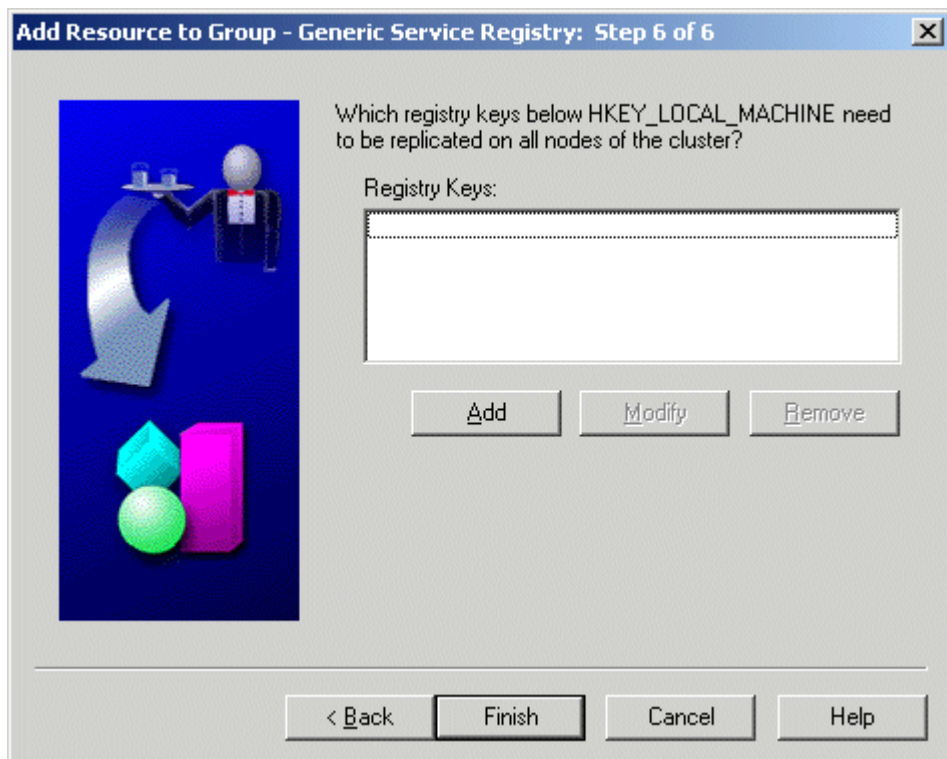 Add Resource to Group - Generic Service Registry: Step 6 of 6
Which registry keys below HKEY_LOCAL_MACHINE need
to be replicated on all nodes of the cluster?
Registry Keys:
Add Modify Remove
< Back Finish Cancel Help